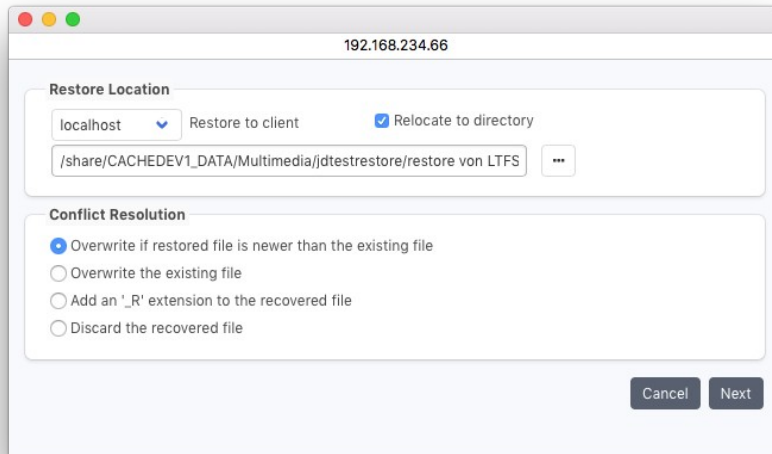 192.168.234.66
Restore Location
localhost Restore to client Relocate to directory
/share/CACHEDEV1_DATA/Multimedia/jdtestrestore/restore von LTFS ...
Conflict Resolution
Overwrite if restored file is newer than the existing file
Overwrite the existing file
Add an '_R' extension to the recovered file
Discard the recovered file
Cancel Next